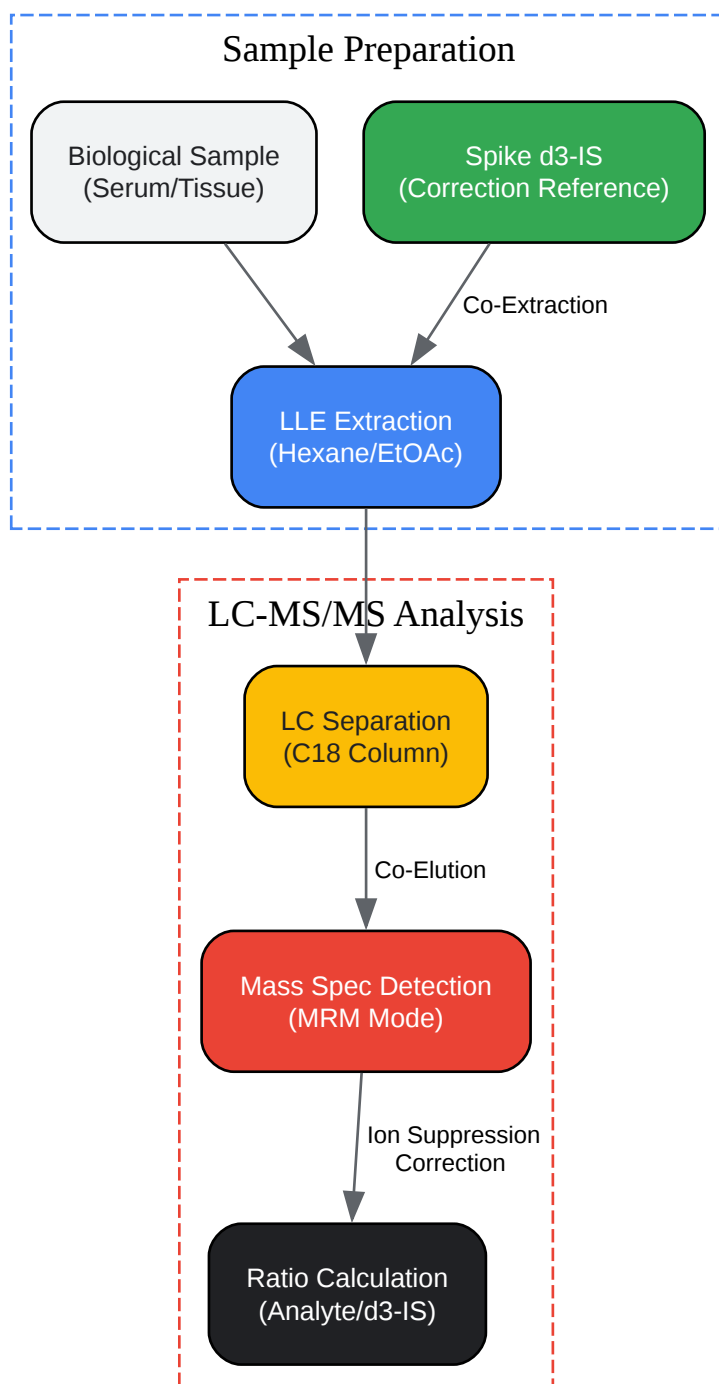 Sample Preparation
Biological Sample
(Serum/Tissue)
Spike d3-IS
(Correction Reference)
Co-Extraction
LLE Extraction
(Hexane/EtOAc)
LC-MS/MS Analysis
LC Separation
(C18 Column)
Co-Elution
Mass Spec Detection
(MRM Mode)
Ion Suppression
Correction
Ratio Calculation
(Analyte/d3-IS)